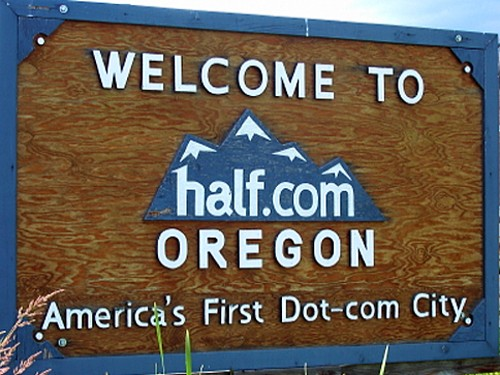 WELCOME TO
half.com
OREGON
America's First Dot-com City